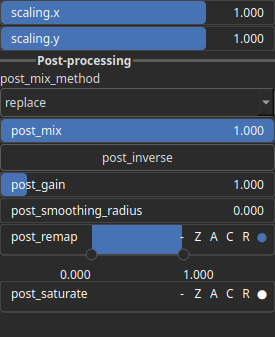 scaling.x 1.000
scaling.y 1.000
Post-processing
post_mix_method
replace
post_mix 1.000
post_inverse
post_gain 1.000
post_smoothing_radius 0.000
post_remap - Z A C R
0.000 1.000
post_saturate - Z A C R